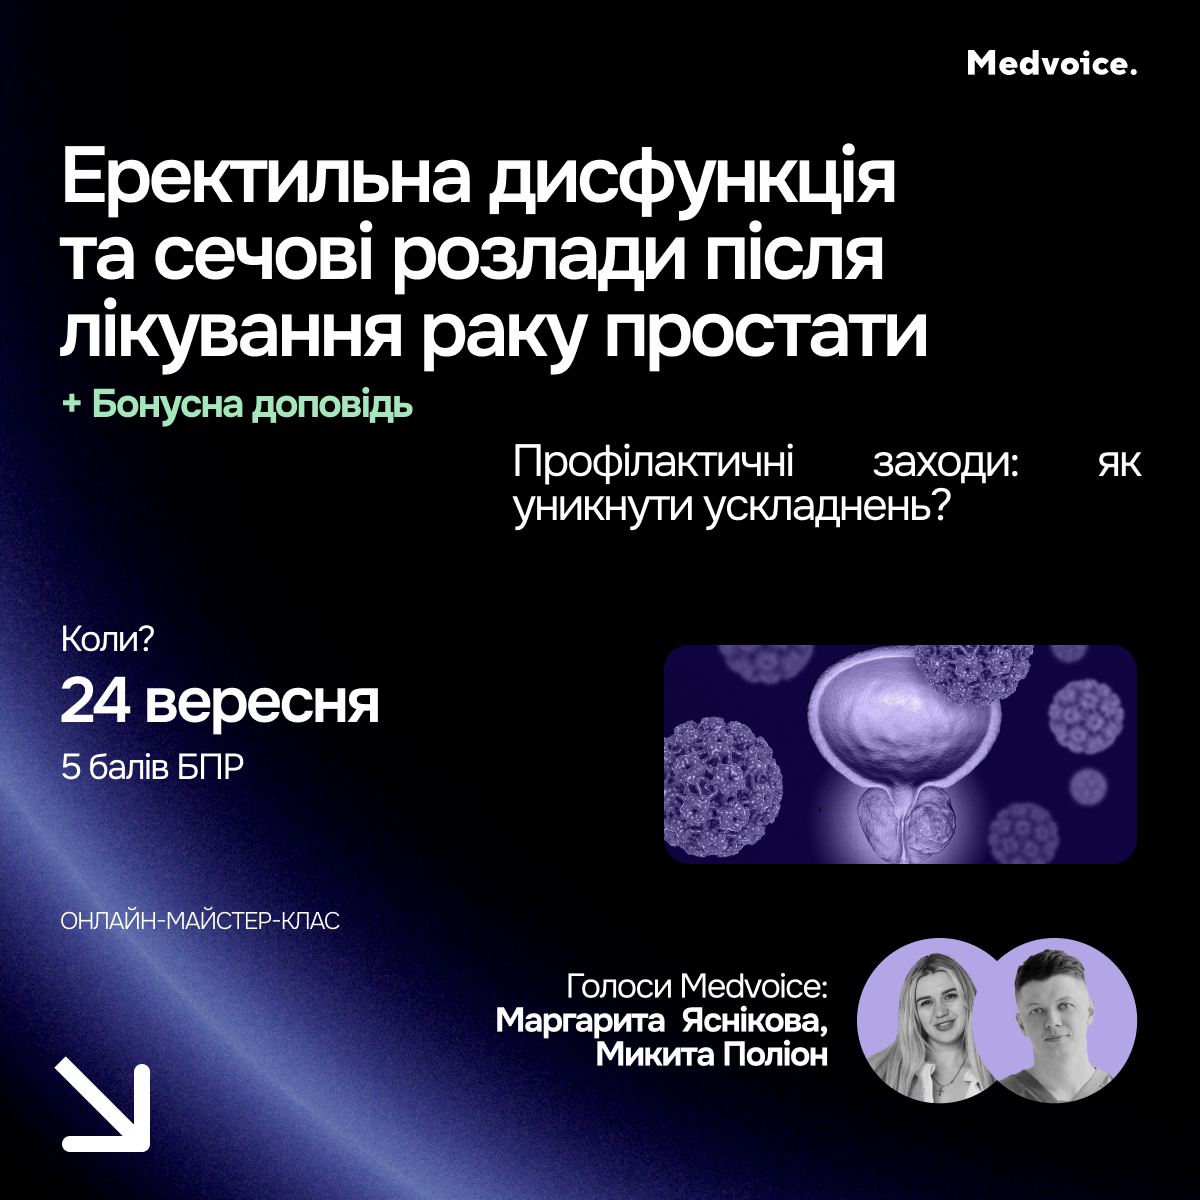 Medvoice.
Еректильна дисфункція
та сечові розлади після
лікування раку простати
+ Бонусна доповідь
Профілактичні заходи: як
уникнути ускладнень?
Коли?
24 вересня
5 балів БПР
ОНЛАЙН-МАЙСТЕР-КЛАС
Голоси Medvoice:
Маргарита Яснікова,
Микита Поліон